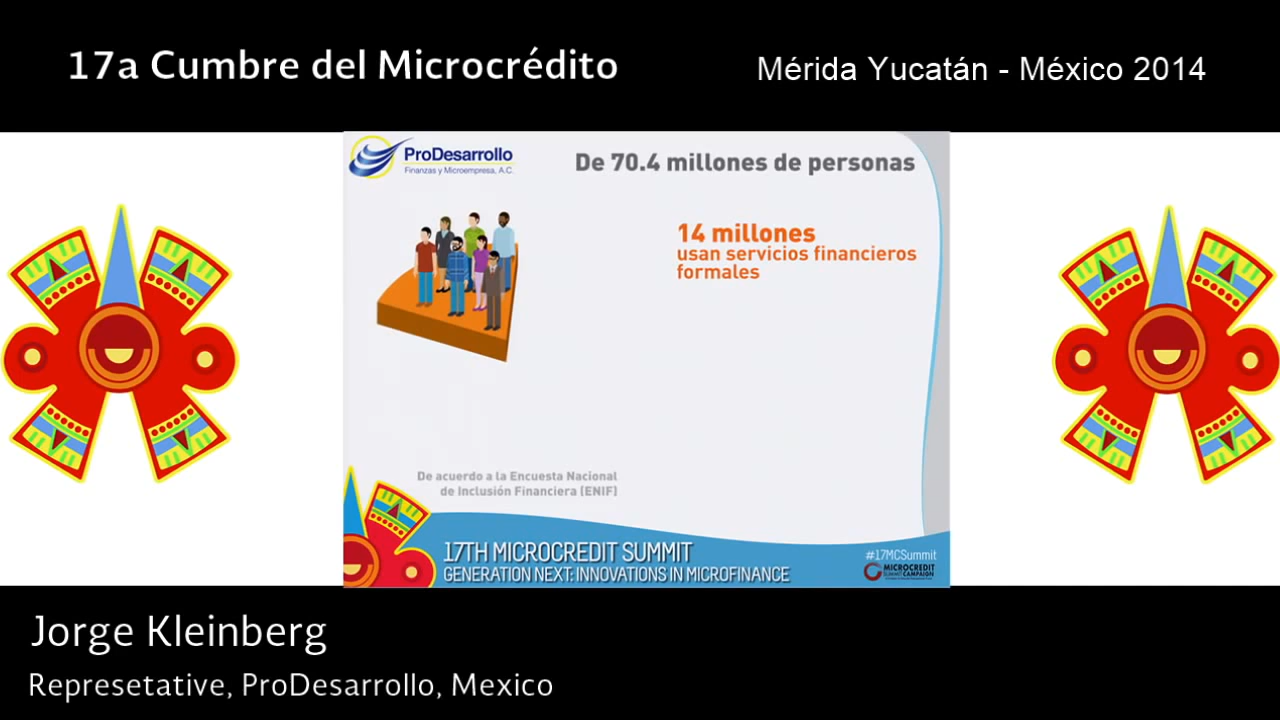 17a Cumbre del Microcrédito
Mérida Yucatán - México 2014
ProDesarrollo
Finanzas y Microempresa, A.C.
De 70.4 millones de personas
14 millones
usan servicios financieros
formales
De acuerdo a la Encuesta Nacional
de Inclusión Financiera (ENIF)
17TH MICROCREDIT SUMMIT
GENERATION NEXT: INNOVATIONS IN MICROFINANCE
#17MCSummit
MICROCREDIT
SUMMIT CAMPAIGN
Jorge Kleinberg
Represetative, ProDesarrollo, Mexico